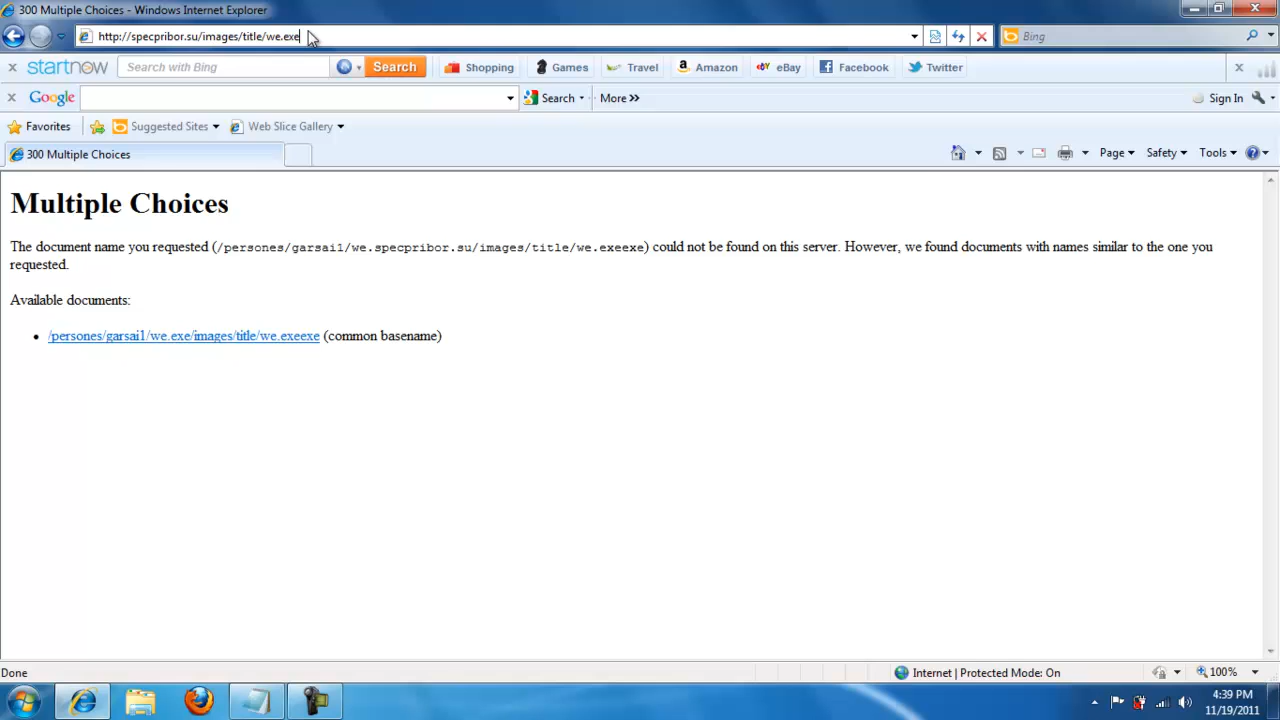 300 Multiple Choices - Windows Internet Explorer
http://specpribor.su/images/title/we.exe
Bing
startnow Search with Bing Search Shopping Games Travel Amazon eBay Facebook Twitter
Google Search More >> Sign In
Favorites Suggested Sites Web Slice Gallery
300 Multiple Choices Page Safety Tools
Multiple Choices
The document name you requested (/persones/garsai1/we.specpribor.su/images/title/we.exeexe) could not be found on this server. However, we found documents with names similar to the one you
requested.
Available documents:
• /persones/garsai1/we.exe/images/title/we.exeexe (common basename)
Done Internet | Protected Mode: On 100%
4:39 PM
11/19/2011